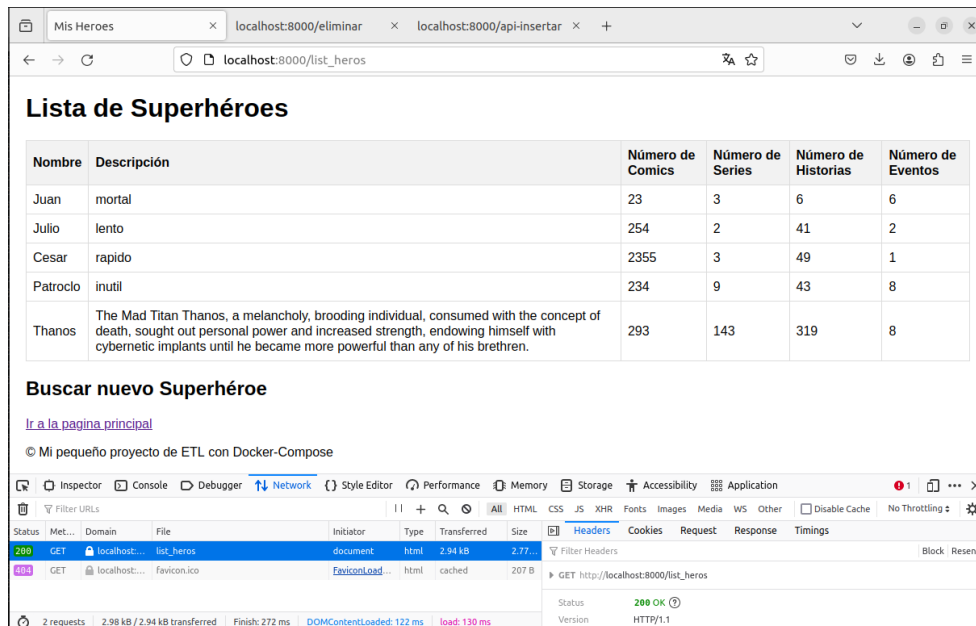 Mis Heroes × localhost:8000/eliminar × localhost:8000/api-insertar × +
localhost:8000/list_heros
Lista de Superhéroes
Nombre Descripción Número de Comics Número de Series Número de Historias Número de Eventos
Juan mortal 23 3 6 6
Julio lento 254 2 41 2
Cesar rapido 2355 3 49 1
Patroclo inutil 234 9 43 8
The Mad Titan Thanos, a melancholy, brooding individual, consumed with the concept of
Thanos death, sought out personal power and increased strength, endowing himself with 293 143 319 8
cybernetic implants until he became more powerful than any of his brethren.
Buscar nuevo Superhéroe
Ir a la pagina principal
© Mi pequeño proyecto de ETL con Docker-Compose
Inspector Console Debugger Network {} Style Editor Performance Memory Storage Accessibility Application 1
Filter URLs All HTML CSS JS XHR Fonts Images Media WS Other Disable Cache No Throttling
Status Met... Domain File Initiator Type Transferred Size Headers Cookies Request Response Timings
200 GET localhost:... list_heros document html 2.94 kB 2.77... Filter Headers Block Resen
404 GET localhost:... favicon.ico FaviconLoad... html cached 207 B GET http://localhost:8000/list_heros
Status 200 OK
2 requests 2.98 kB / 2.94 kB transferred Finish: 272 ms DOMContentLoaded: 122 ms load: 130 ms Version HTTP/1.1